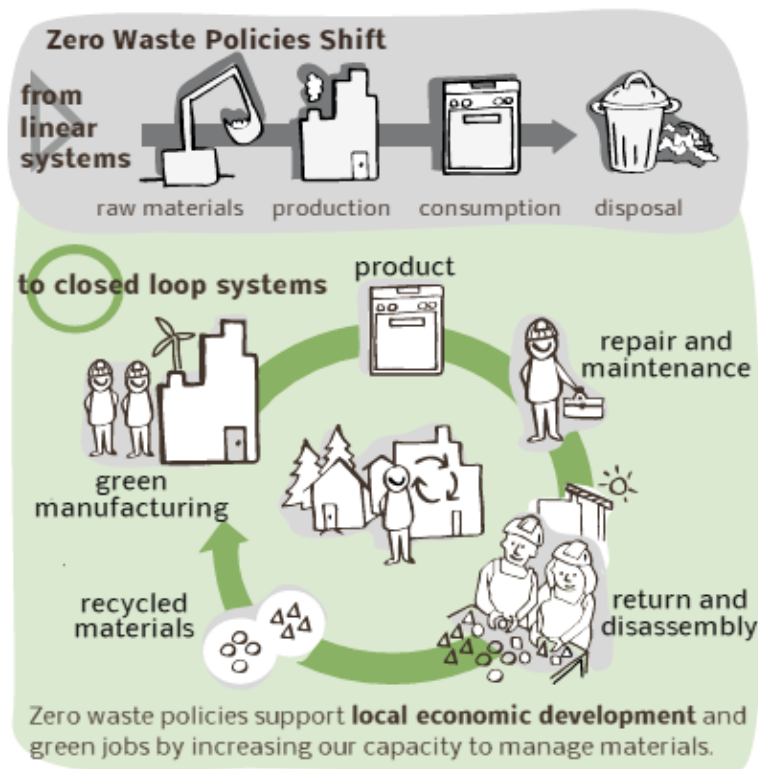 Zero Waste Policies Shift
from
linear
systems
raw materials
production
consumption
disposal
to closed loop systems
product
repair and
maintenance
green
manufacturing
recycled
materials
return and
disassembly
Zero waste policies support local economic development and
green jobs by increasing our capacity to manage materials.